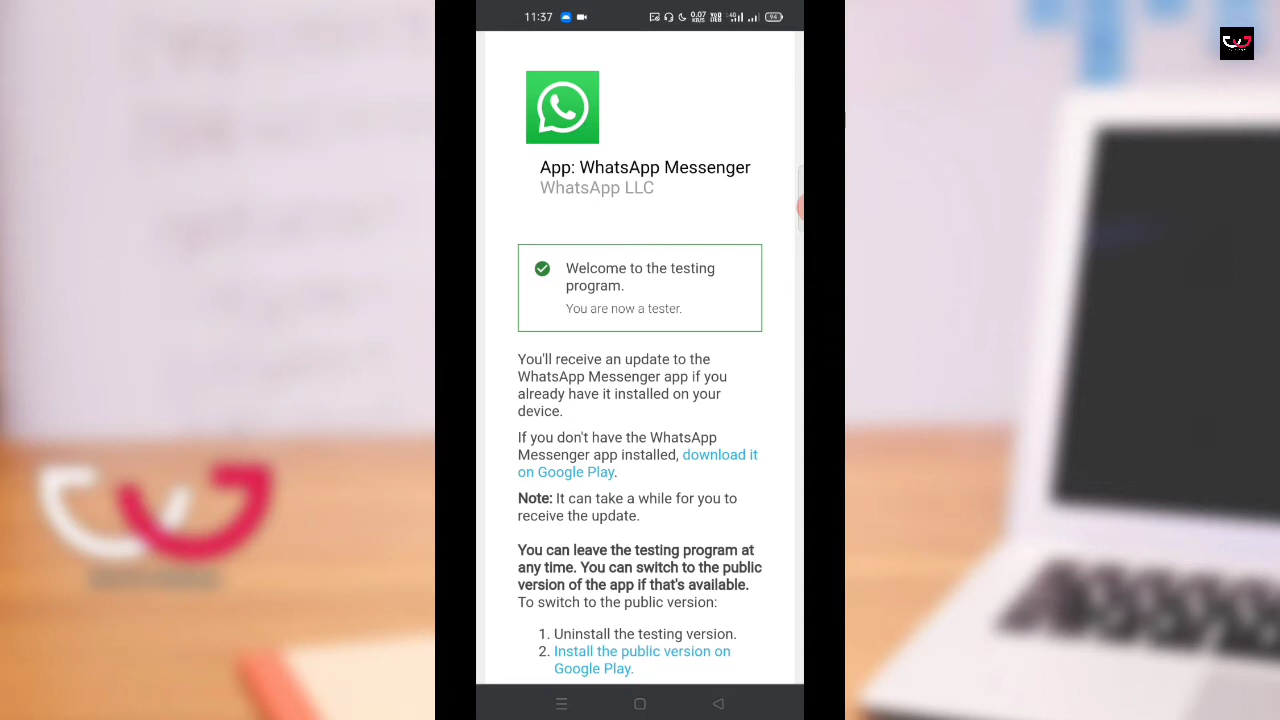 11:37
0.07
KB/S
94
App: WhatsApp Messenger
WhatsApp LLC
Welcome to the testing
program.
You are now a tester.
You'll receive an update to the
WhatsApp Messenger app if you
already have it installed on your
device.
If you don't have the WhatsApp
Messenger app installed, download it
on Google Play.
Note: It can take a while for you to
receive the update.
You can leave the testing program at
any time. You can switch to the public
version of the app if that's available.
To switch to the public version:
1. Uninstall the testing version.
2. Install the public version on
Google Play.